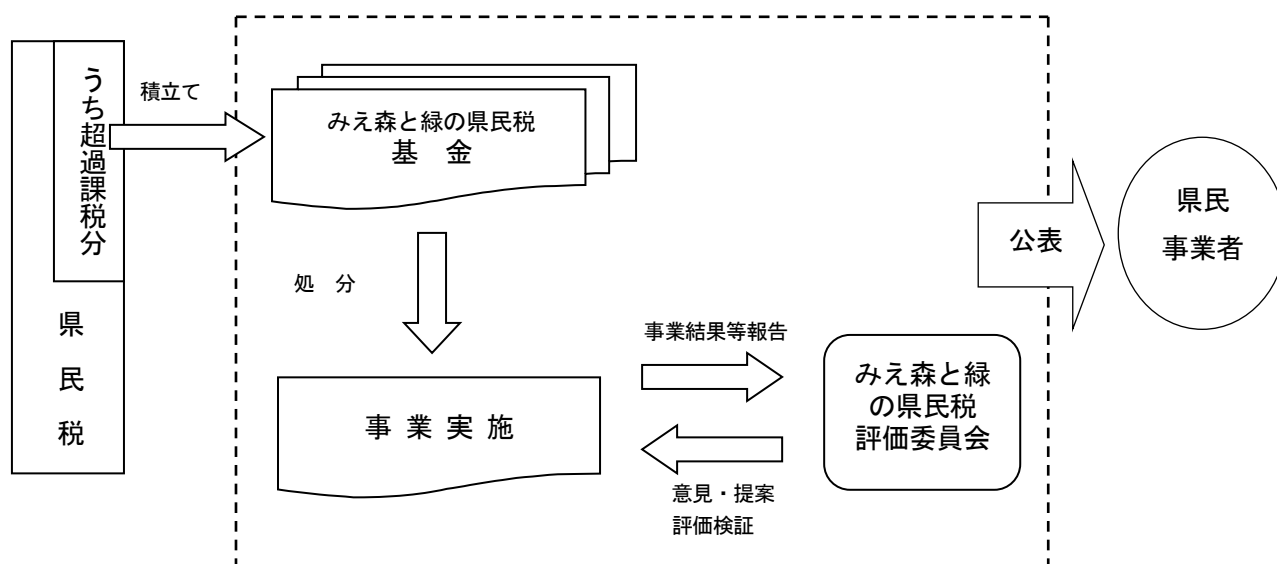 うち超過課税分
県民税
積立て
みえ森と緑の県民税
基　金
処　分
事 業 実 施
事業結果等報告
意見・提案
評価検証
みえ森と緑
の県民税
評価委員会
公表
県民
事業者